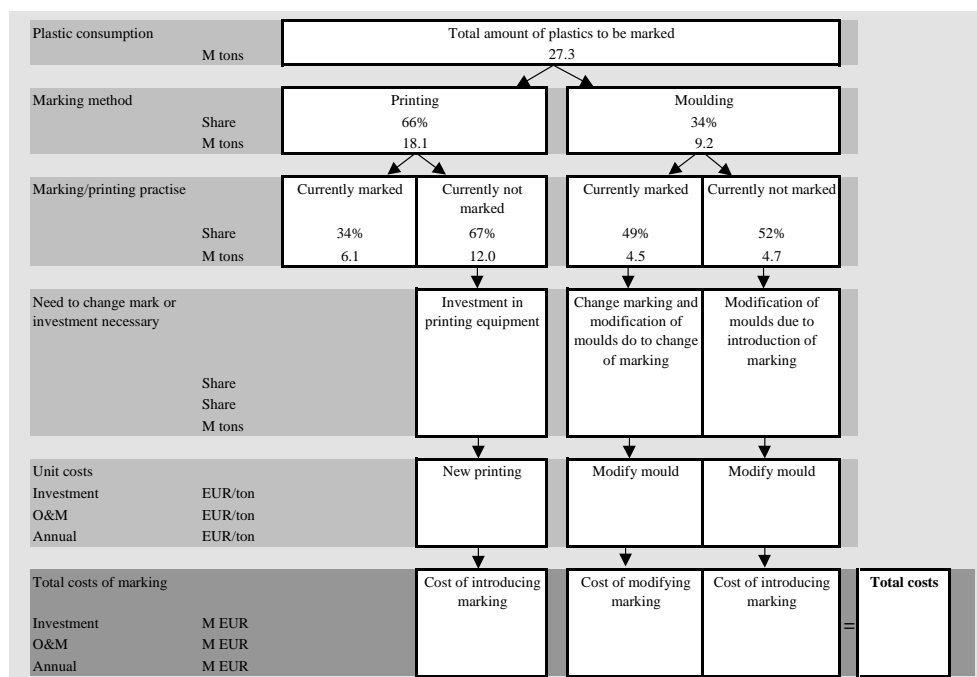 Plastic consumption
Total amount of plastics to be marked
M tons
27.3
Marking method
Printing
Moulding
Share
66%
34%
M tons
18.1
9.2
Marking/printing practise
Currently marked
Currently not
marked
Currently marked
Currently not marked
Share
34%
67%
49%
52%
M tons
6.1
12.0
4.5
4.7
Need to change mark or
investment necessary
Investment in
printing equipment
Change marking and
modification of
moulds do to change
of marking
Modification of
moulds due to
introduction of
marking
Share
Share
M tons
Unit costs
New printing
Modify mould
Modify mould
Investment
EUR/ton
O&M
EUR/ton
Annual
EUR/ton
Total costs of marking
Cost of introducing
marking
Cost of modifying
marking
Cost of introducing
marking
Total costs
Investment
M EUR
=
O&M
M EUR
Annual
M EUR